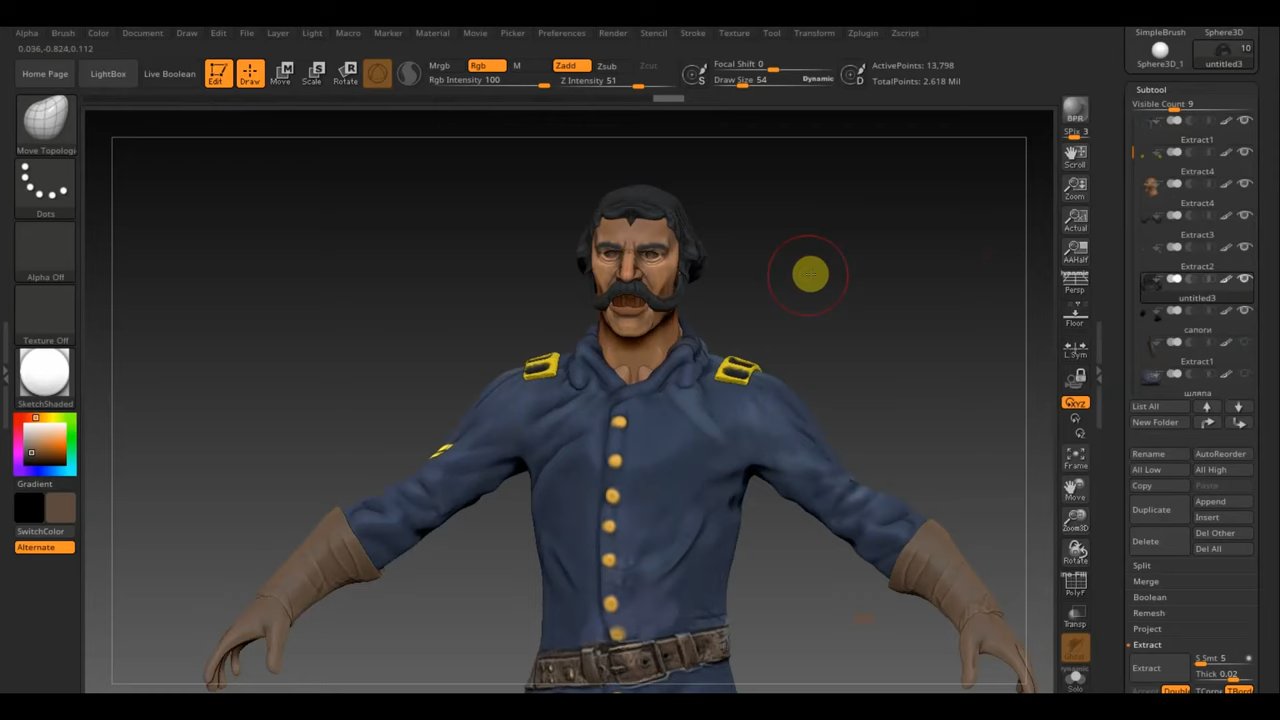 Alpha Brush Color Document Draw Edit File Layer Light Macro Marker Material Movie Picker Preferences Render Stencil Stroke Texture Tool Transform Zplugin Zscript
0.036,-0.824,0.112
Home Page
LightBox
Live Boolean
Edit
Draw
Move
Scale
Rotate
Mrgb
Rgb
M
Rgb Intensity 100
Zadd
Zsub
Zcut
Z Intensity 51
S
Focal Shift 0
Draw Size 54
Dynamic
D
ActivePoints: 13,798
TotalPoints: 2.618 Mil
Move Topologi
Dots
Alpha Off
Texture Off
SketchShaded
Gradient
SwitchColor
Alternate
BPR
SPix 3
Scroll
Zoom
Actual
AAHalf
Dynamic
Persp
Floor
L.Sym
XYZ
Y
Z
Frame
Move
Zoom3D
Rotate
PolyF
Transp
Dynamic
Solo
SimpleBrush
Sphere3D
10
Sphere3D_1
untitled3
Subtool
Visible Count 9
Extract1
Extract4
Extract4
Extract3
Extract2
untitled3
сапоги
Extract1
шляпа
List All
New Folder
Rename
AutoReorder
All Low
All High
Copy
Paste
Duplicate
Append
Insert
Delete
Del Other
Del All
Split
Merge
Boolean
Remesh
Project
Extract
Extract
S Smt 5
Thick 0.02
Accept
Double
TCorne
TBord